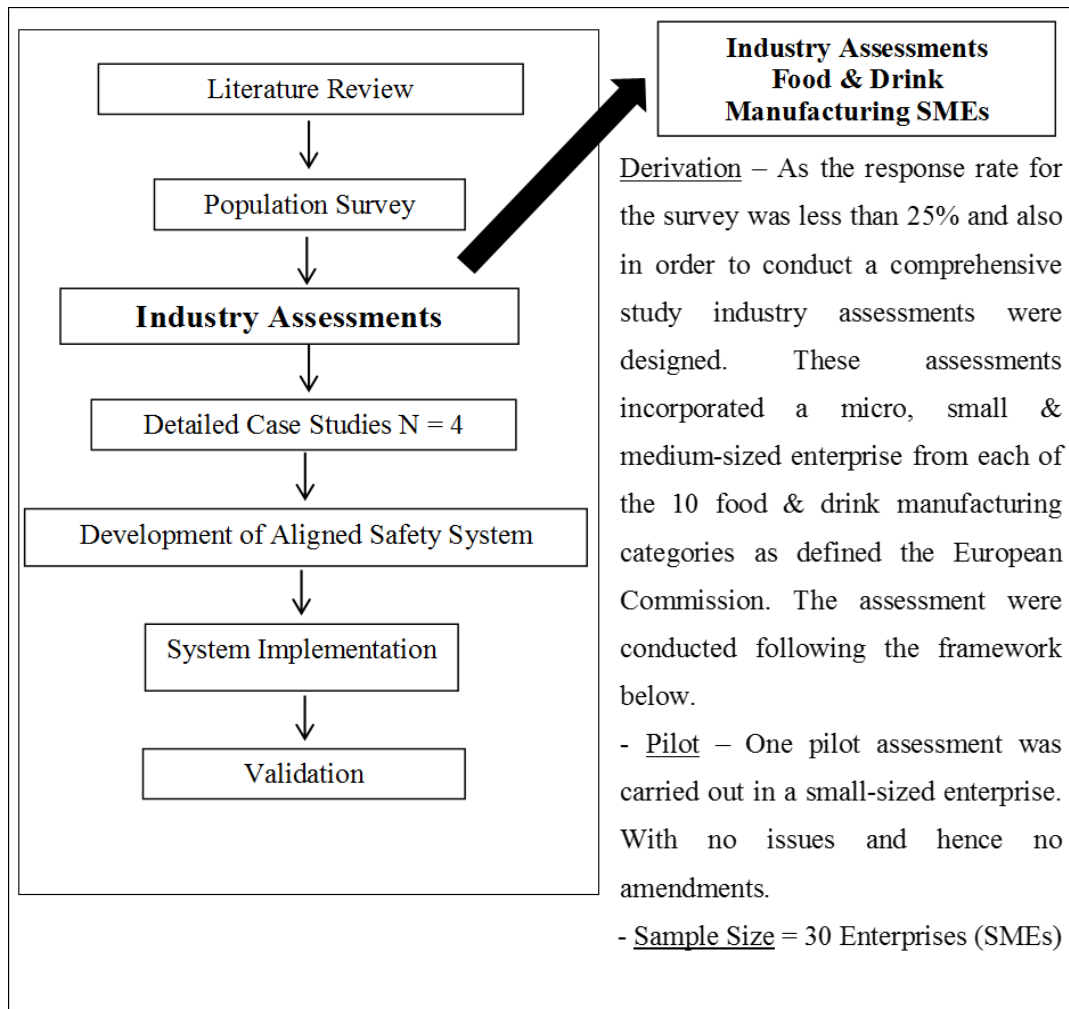 Literature Review
Population Survey
Industry Assessments
Detailed Case Studies N = 4
Development of Aligned Safety System
System Implementation
Validation
Industry Assessments
Food & Drink
Manufacturing SMEs
Derivation – As the response rate for
the survey was less than 25% and also
in order to conduct a comprehensive
study industry assessments were
designed. These assessments
incorporated a micro, small &
medium-sized enterprise from each of
the 10 food & drink manufacturing
categories as defined the European
Commission. The assessment were
conducted following the framework
below.
- Pilot – One pilot assessment was
carried out in a small-sized enterprise.
With no issues and hence no
amendments.
- Sample Size = 30 Enterprises (SMEs)